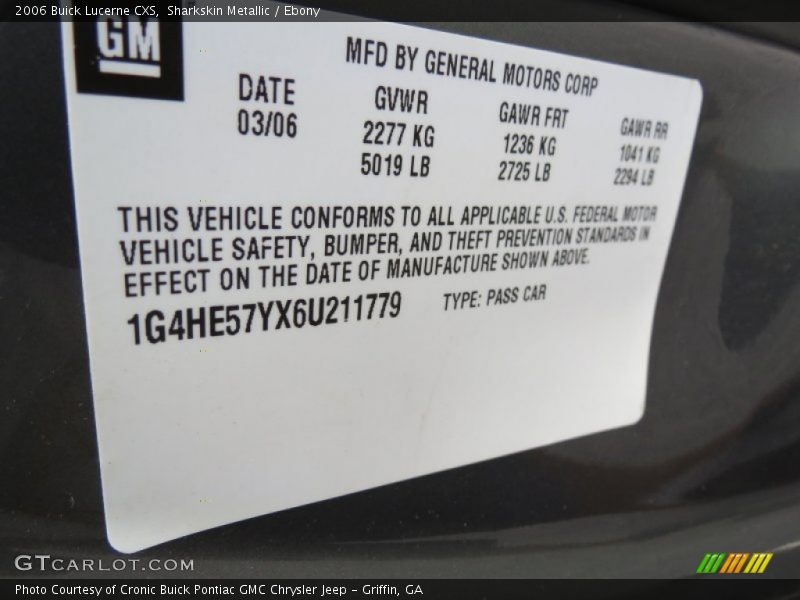 2006 Buick Lucerne CXS, Sharkskin Metallic / Ebony
GM
MFD BY GENERAL MOTORS CORP
DATE GVWR GAWR FRT GAWR RR
03/06 2277 KG 1236 KG 1041 KG
5019 LB 2725 LB 2294 LB
THIS VEHICLE CONFORMS TO ALL APPLICABLE U.S. FEDERAL MOTOR
VEHICLE SAFETY, BUMPER, AND THEFT PREVENTION STANDARDS IN
EFFECT ON THE DATE OF MANUFACTURE SHOWN ABOVE.
1G4HE57YX6U211779 TYPE: PASS CAR
GTCARLOT.COM
Photo Courtesy of Cronic Buick Pontiac GMC Chrysler Jeep - Griffin, GA